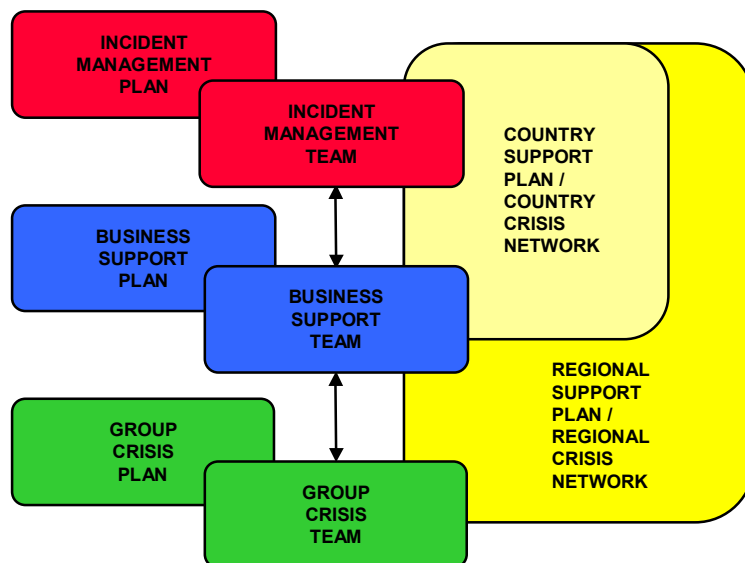 INCIDENT
MANAGEMENT
PLAN
INCIDENT
MANAGEMENT
TEAM
COUNTRY
SUPPORT
PLAN /
COUNTRY
CRISIS
NETWORK
BUSINESS
SUPPORT
PLAN
BUSINESS
SUPPORT
TEAM
REGIONAL
SUPPORT
PLAN /
REGIONAL
CRISIS
NETWORK
GROUP
CRISIS
PLAN
GROUP
CRISIS
TEAM